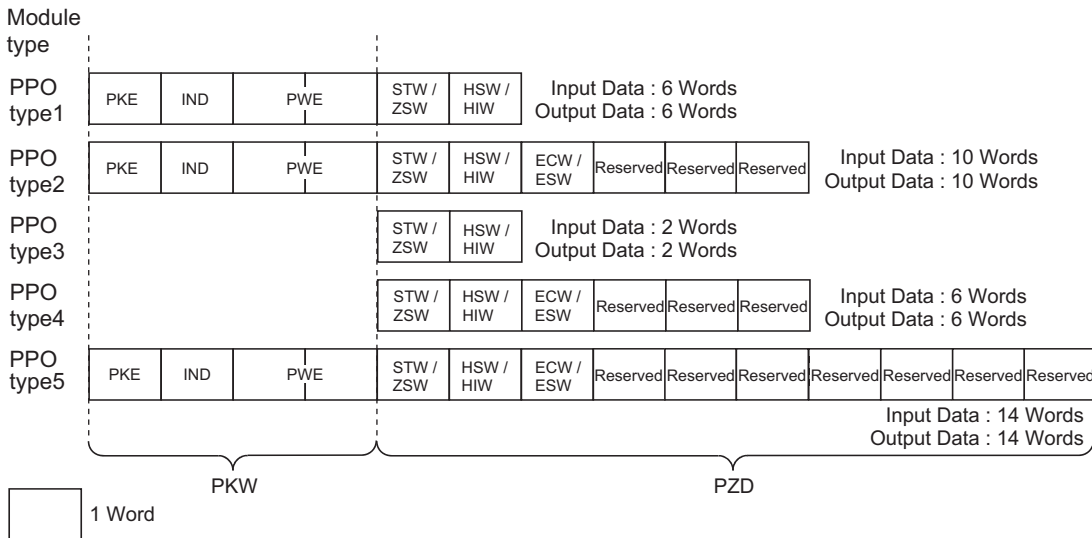 Module
type
PPO
type1
PKE IND PWE STW / ZSW HSW / HIW
Input Data : 6 Words
Output Data : 6 Words
PPO
type2
PKE IND PWE STW / ZSW HSW / HIW ECW / ESW Reserved Reserved Reserved
Input Data : 10 Words
Output Data : 10 Words
PPO
type3
STW / ZSW HSW / HIW
Input Data : 2 Words
Output Data : 2 Words
PPO
type4
STW / ZSW HSW / HIW ECW / ESW Reserved Reserved Reserved
Input Data : 6 Words
Output Data : 6 Words
PPO
type5
PKE IND PWE STW / ZSW HSW / HIW ECW / ESW Reserved Reserved Reserved Reserved Reserved Reserved Reserved
Input Data : 14 Words
Output Data : 14 Words
PKW PZD
1 Word